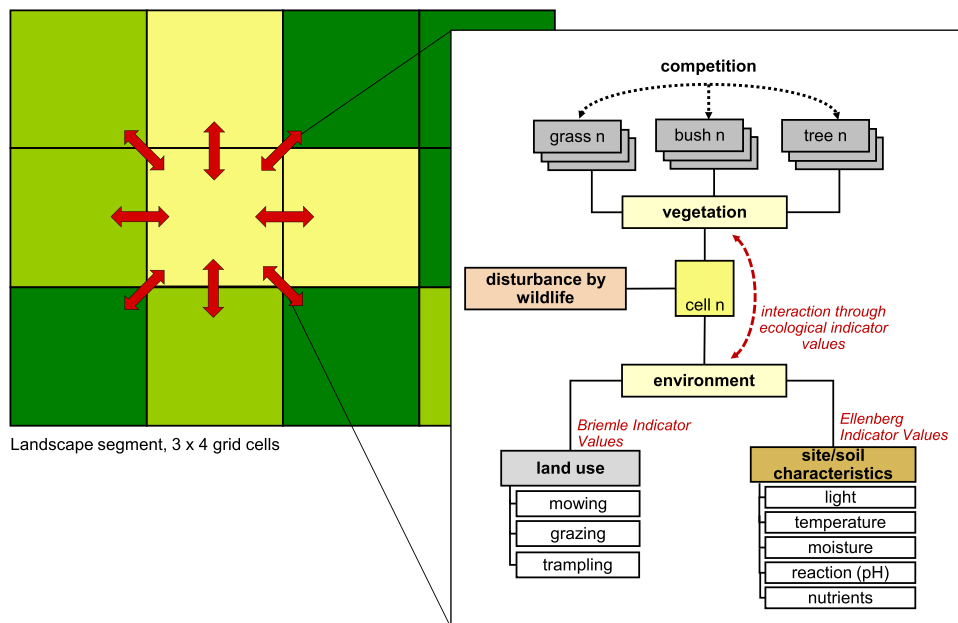 competition
grass n
bush n
tree n
vegetation
disturbance by
wildlife
cell n
interaction through
ecological indicator
values
environment
Briemle Indicator
Values
Ellenberg
Indicator Values
Landscape segment, 3 x 4 grid cells
land use
mowing
grazing
trampling
site/soil
characteristics
light
temperature
moisture
reaction (pH)
nutrients